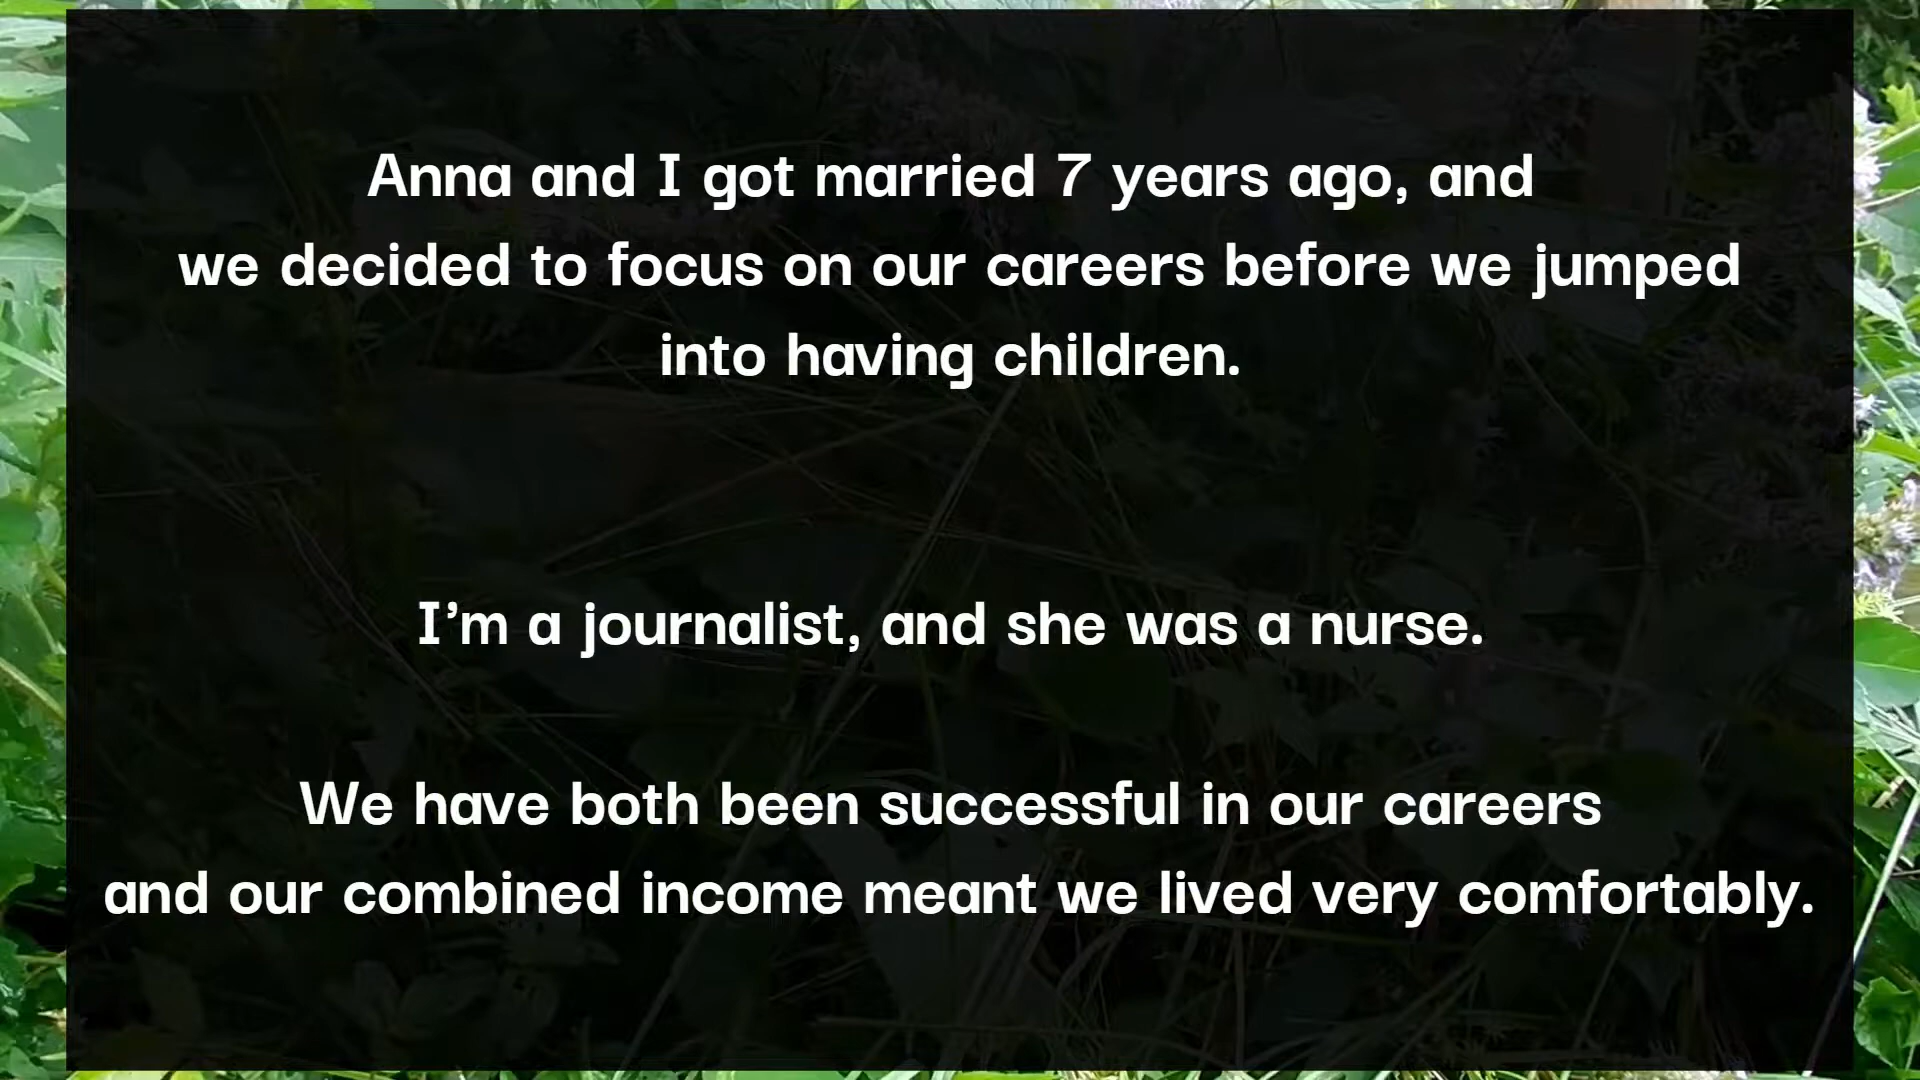 Anna and I got married 7 years ago, and
we decided to focus on our careers before we jumped
into having children.
I'm a journalist, and she was a nurse.
We have both been successful in our careers
and our combined income meant we lived very comfortably.